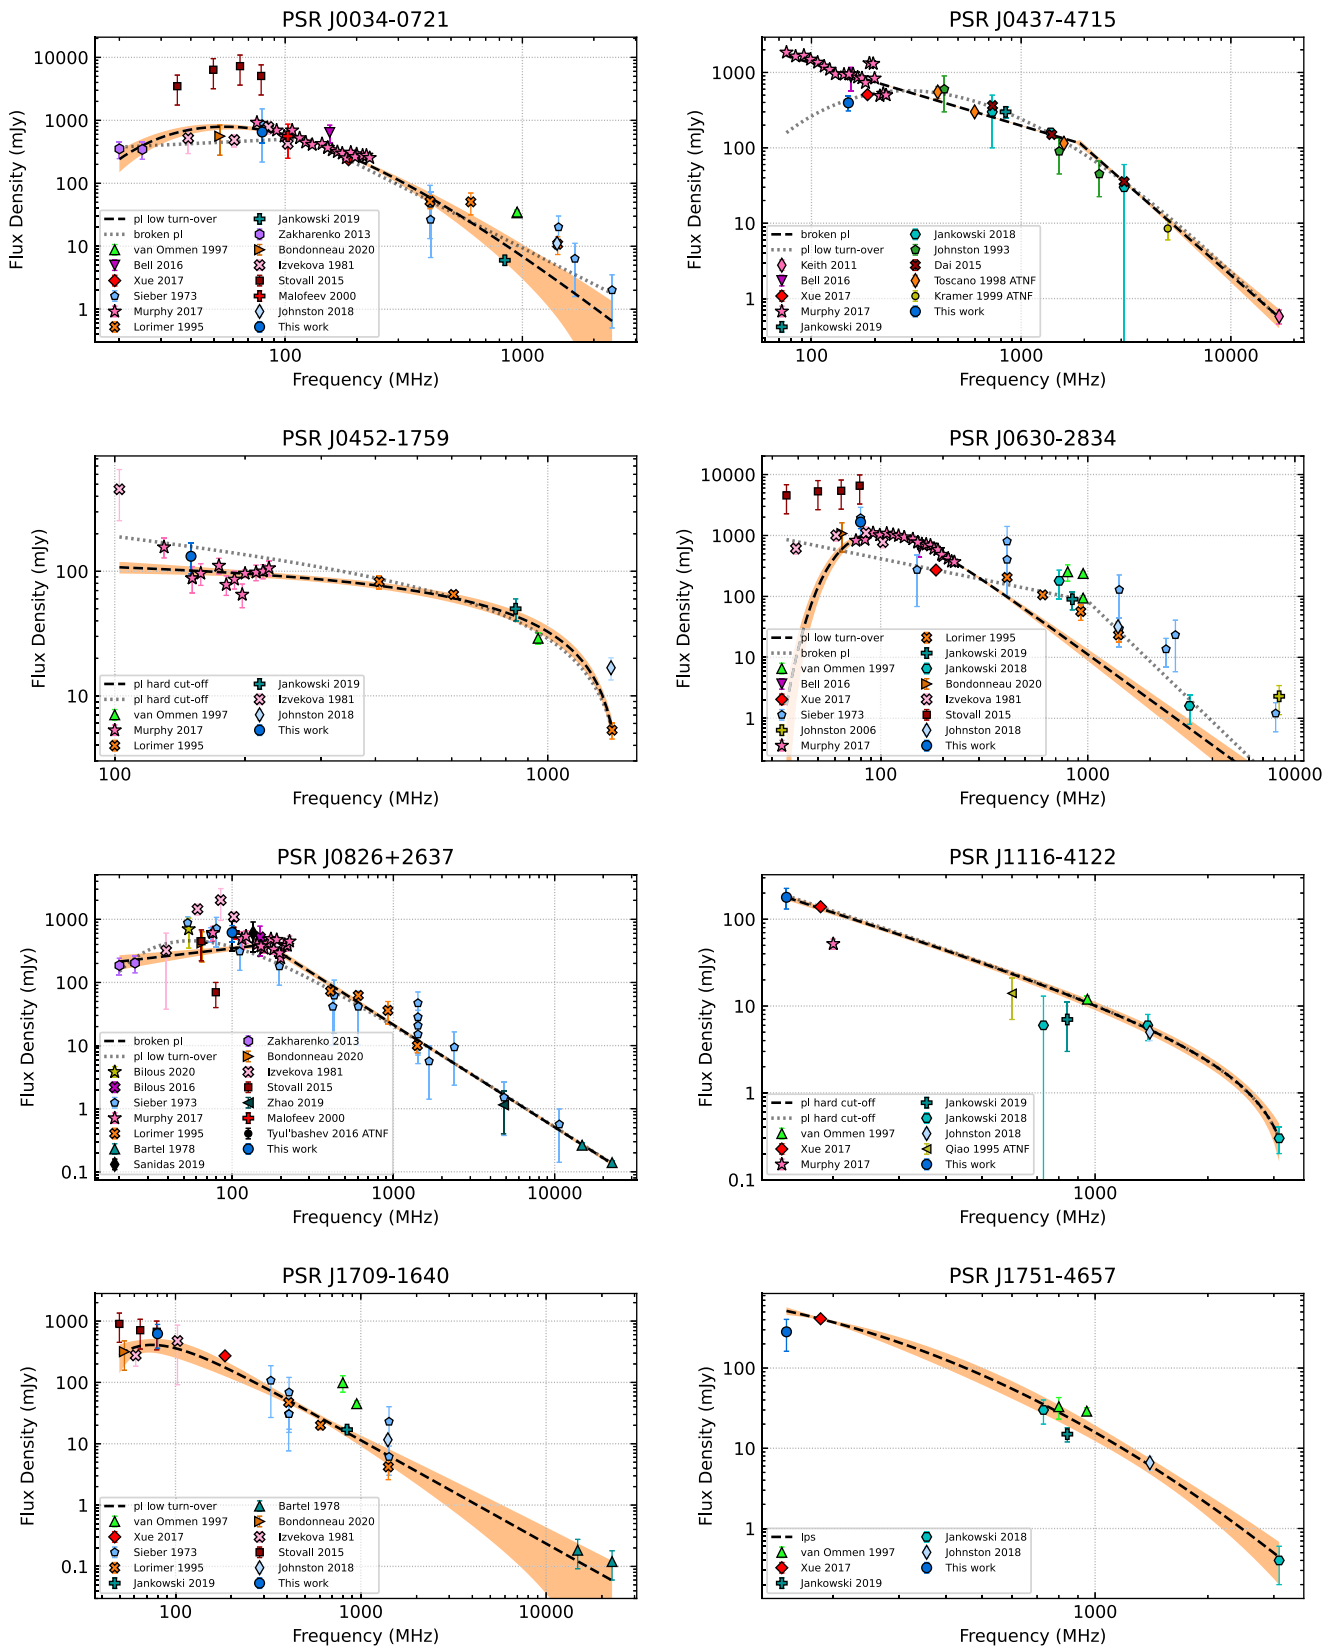 PSR J0034-0721
Flux Density (mJy)
10000
1000
100
10
1
pl low turn-over
broken pl
van Ommen 1997
Bell 2016
Xue 2017
Sieber 1973
Murphy 2017
Lorimer 1995
Jankowski 2019
Zakharenko 2013
Bondonneau 2020
Izvekova 1981
Stovall 2015
Malofeev 2000
Johnston 2018
This work
100
1000
Frequency (MHz)
PSR J0437-4715
Flux Density (mJy)
1000
100
10
1
broken pl
pl low turn-over
Keith 2011
Bell 2016
Xue 2017
Murphy 2017
Jankowski 2019
Jankowski 2018
Johnston 1993
Dai 2015
Toscano 1998 ATNF
Kramer 1999 ATNF
This work
100
1000
10000
Frequency (MHz)
PSR J0452-1759
Flux Density (mJy)
100
10
pl hard cut-off
pl hard cut-off
van Ommen 1997
Murphy 2017
Lorimer 1995
Jankowski 2019
Izvekova 1981
Johnston 2018
This work
100
1000
Frequency (MHz)
PSR J0630-2834
Flux Density (mJy)
10000
1000
100
10
1
pl low turn-over
broken pl
van Ommen 1997
Bell 2016
Xue 2017
Sieber 1973
Johnston 2006
Murphy 2017
Lorimer 1995
Jankowski 2019
Jankowski 2018
Bondonneau 2020
Izvekova 1981
Stovall 2015
Johnston 2018
This work
100
1000
10000
Frequency (MHz)
PSR J0826+2637
Flux Density (mJy)
1000
100
10
1
0.1
broken pl
pl low turn-over
Bilous 2020
Bilous 2016
Sieber 1973
Murphy 2017
Lorimer 1995
Bartel 1978
Sanidas 2019
Zakharenko 2013
Bondonneau 2020
Izvekova 1981
Stovall 2015
Zhao 2019
Malofeev 2000
Tyul'bashev 2016 ATNF
This work
100
1000
10000
Frequency (MHz)
PSR J1116-4122
Flux Density (mJy)
100
10
1
0.1
pl hard cut-off
pl hard cut-off
van Ommen 1997
Xue 2017
Murphy 2017
Jankowski 2019
Jankowski 2018
Johnston 2018
Qiao 1995 ATNF
This work
1000
Frequency (MHz)
PSR J1709-1640
Flux Density (mJy)
1000
100
10
1
0.1
pl low turn-over
van Ommen 1997
Xue 2017
Sieber 1973
Lorimer 1995
Jankowski 2019
Bartel 1978
Bondonneau 2020
Izvekova 1981
Stovall 2015
Johnston 2018
This work
100
1000
10000
Frequency (MHz)
PSR J1751-4657
Flux Density (mJy)
100
10
1
lps
van Ommen 1997
Xue 2017
Jankowski 2019
Jankowski 2018
Johnston 2018
This work
1000
Frequency (MHz)